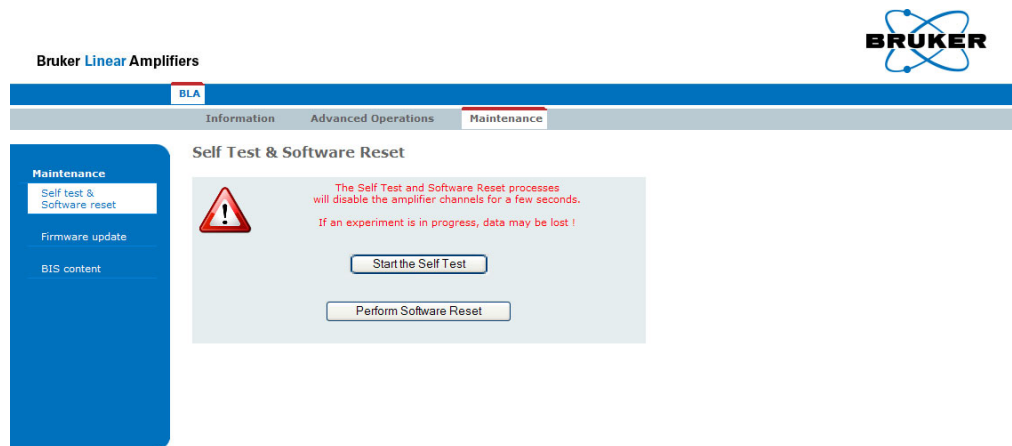 BRUKER
Bruker Linear Amplifiers
BLA
Information Advanced Operations Maintenance
Self Test & Software Reset
Maintenance
Self test &
Software reset
Firmware update
BIS content
The Self Test and Software Reset processes
will disable the amplifier channels for a few seconds.
If an experiment is in progress, data may be lost !
Start the Self Test
Perform Software Reset